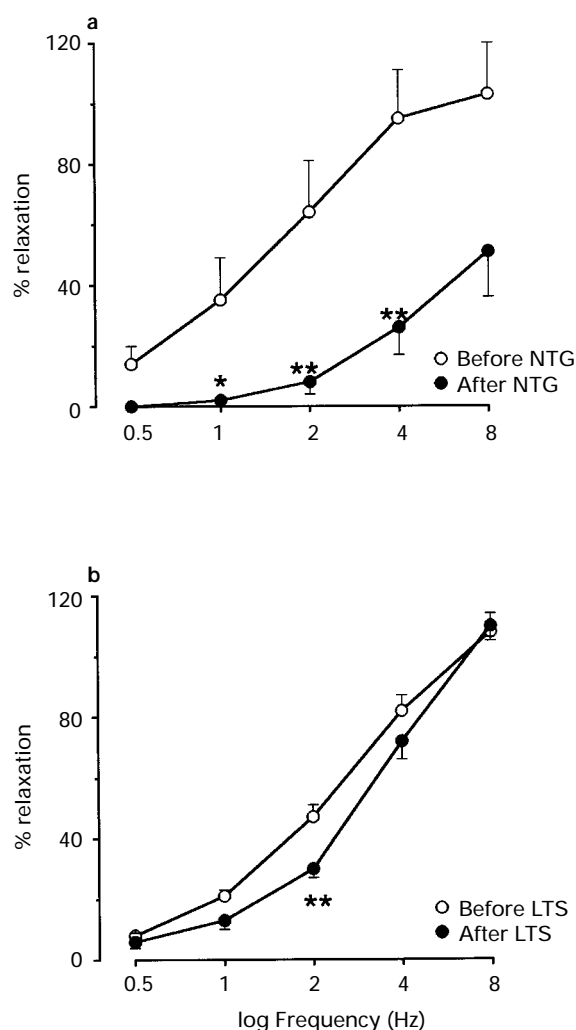 a
120
80
40
0
% relaxation
*
**
**
Before NTG
After NTG
0.5 1 2 4 8
b
120
80
40
0
% relaxation
**
Before LTS
After LTS
0.5 1 2 4 8
log Frequency (Hz)